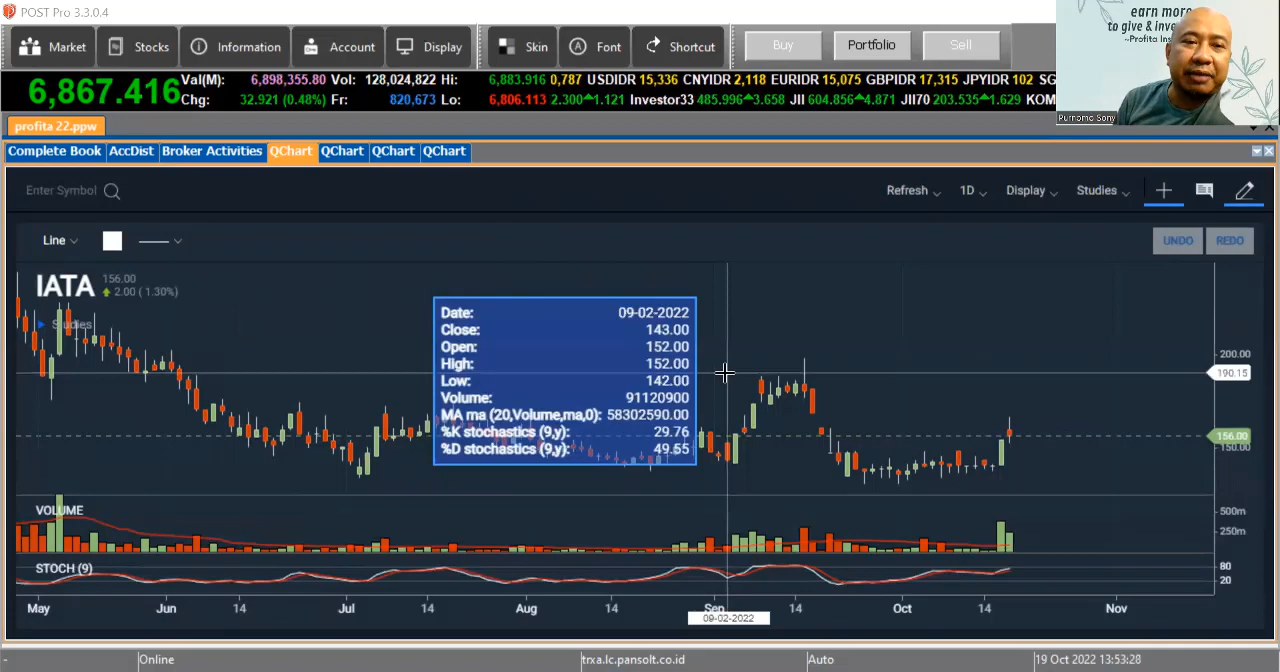 POST Pro 3.3.0.4
Market Stocks Information Account Display Skin Font Shortcut Buy Portfolio Sell
earn more
to give & inve
~Profita Ins
6,867.416 Val(M): 6,898,355.80 Vol: 128,024,822 Hi: 6,883.916 0,787 USDIDR 15,336 CNYIDR 2,118 EURIDR 15,075 GBPIDR 17,315 JPYIDR 102 SG
Chg: 32.921 (0.48%) Fr: 820,673 Lo: 6,806.113 2.300 1.121 Investor33 485.996 3.658 JII 604.856 4.871 JII70 203.535 1.629 KOM
Purnomo Sony
profita 22.ppw
Complete Book AccDist Broker Activities QChart QChart QChart QChart
Enter Symbol Refresh 1D Display Studies
Line UNDO REDO
IATA 156.00
2.00 ( 1.30%)
Studies
Date: 09-02-2022
Close: 143.00
Open: 152.00
High: 152.00
Low: 142.00
Volume: 91120900
MA ma (20,Volume,ma,0): 58302590.00
%K stochastics (9,y): 29.76
%D stochastics (9,y): 49.55
200.00
190.15
156.00
150.00
VOLUME
500m
250m
STOCH (9)
80
20
May Jun 14 Jul 14 Aug 14 Sep 14 Oct 14 Nov
09-02-2022
- Online trxa.lc.pansolt.co.id Auto 19 Oct 2022 13:53:28